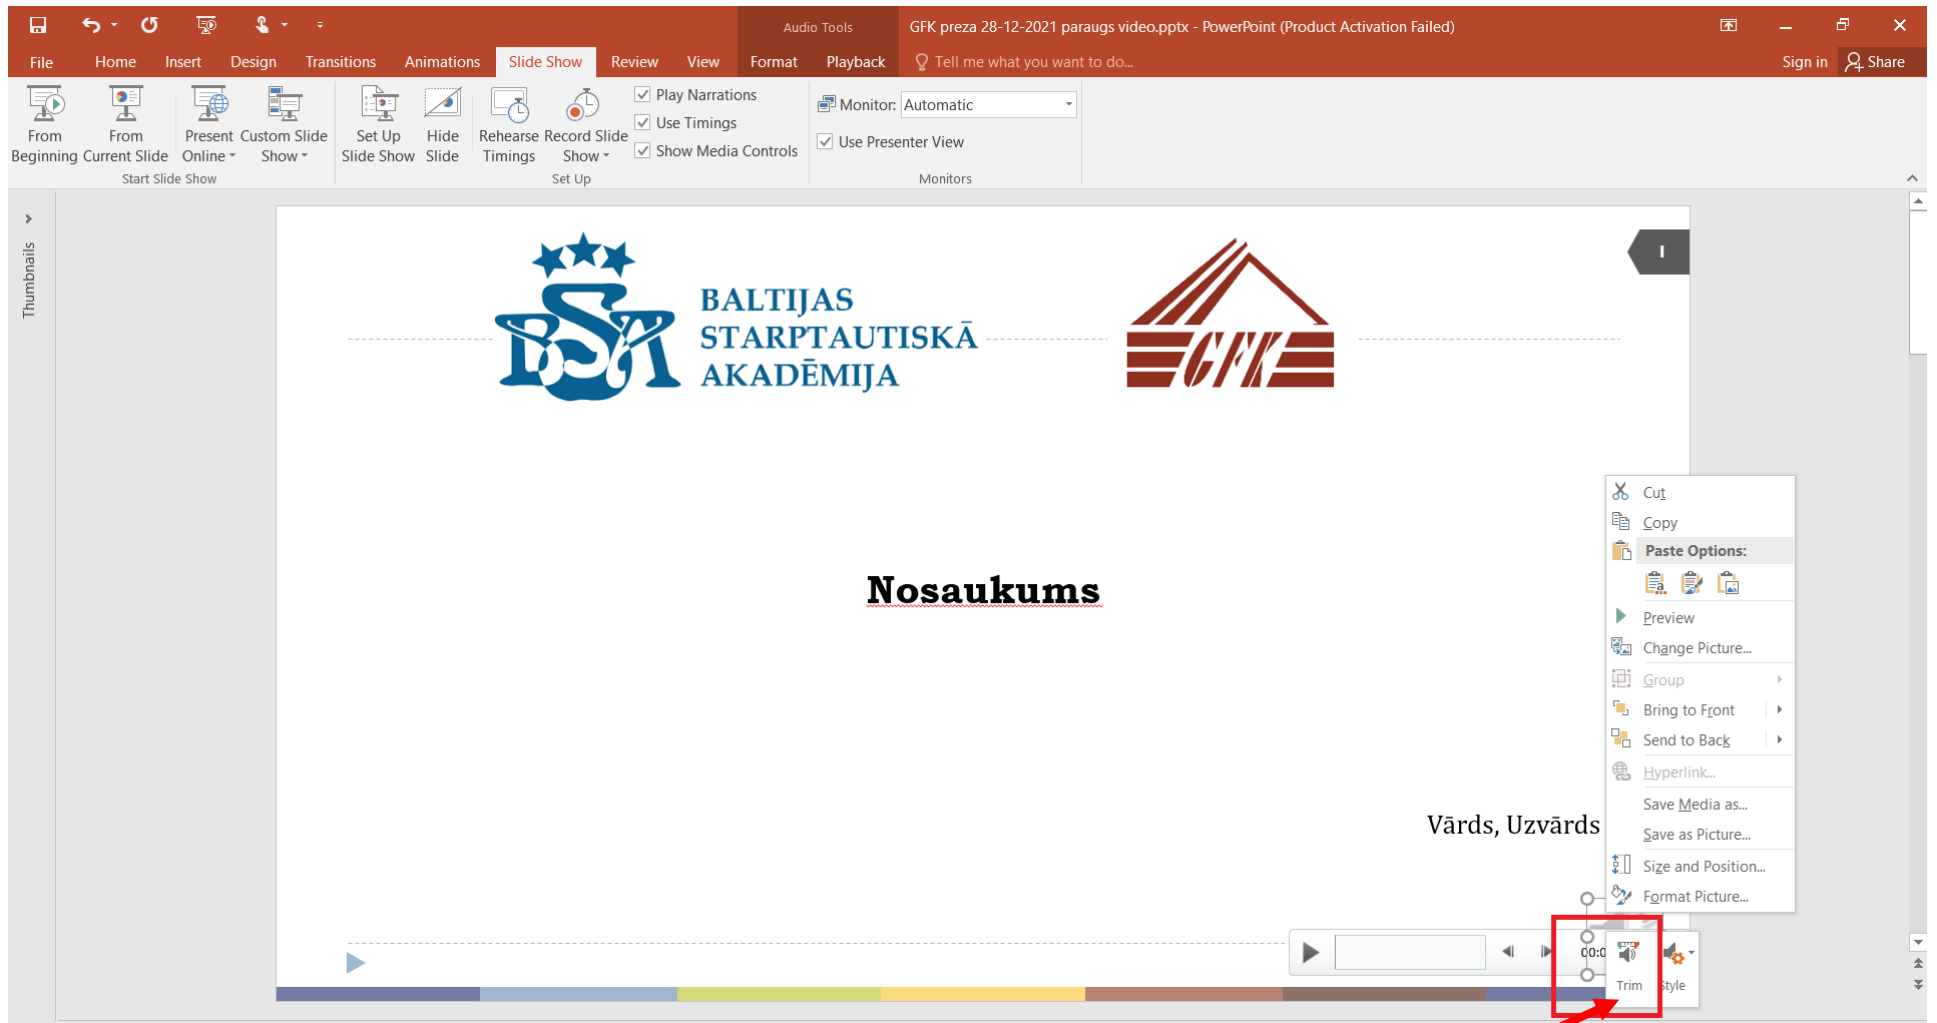 Audio Tools
GFK preza 28-12-2021 paraugs video.pptx - PowerPoint (Product Activation Failed)
File Home Insert Design Transitions Animations Slide Show Review View Format Playback Tell me what you want to do... Sign in Share
From Beginning
From Current Slide
Present Online
Custom Slide Show
Start Slide Show
Set Up Slide Show
Hide Slide
Rehearse Timings
Record Slide Show
Play Narrations
Use Timings
Show Media Controls
Set Up
Monitor: Automatic
Use Presenter View
Monitors
Thumbnails
BSA
BALTIJAS
STARPTAUTISKĀ
AKADĒMIJA
GFK
I
Nosaukums
Vārds, Uzvārds
Cut
Copy
Paste Options:
Preview
Change Picture...
Group
Bring to Front
Send to Back
Hyperlink...
Save Media as...
Save as Picture...
Size and Position...
Format Picture...
00:0
Trim
Style